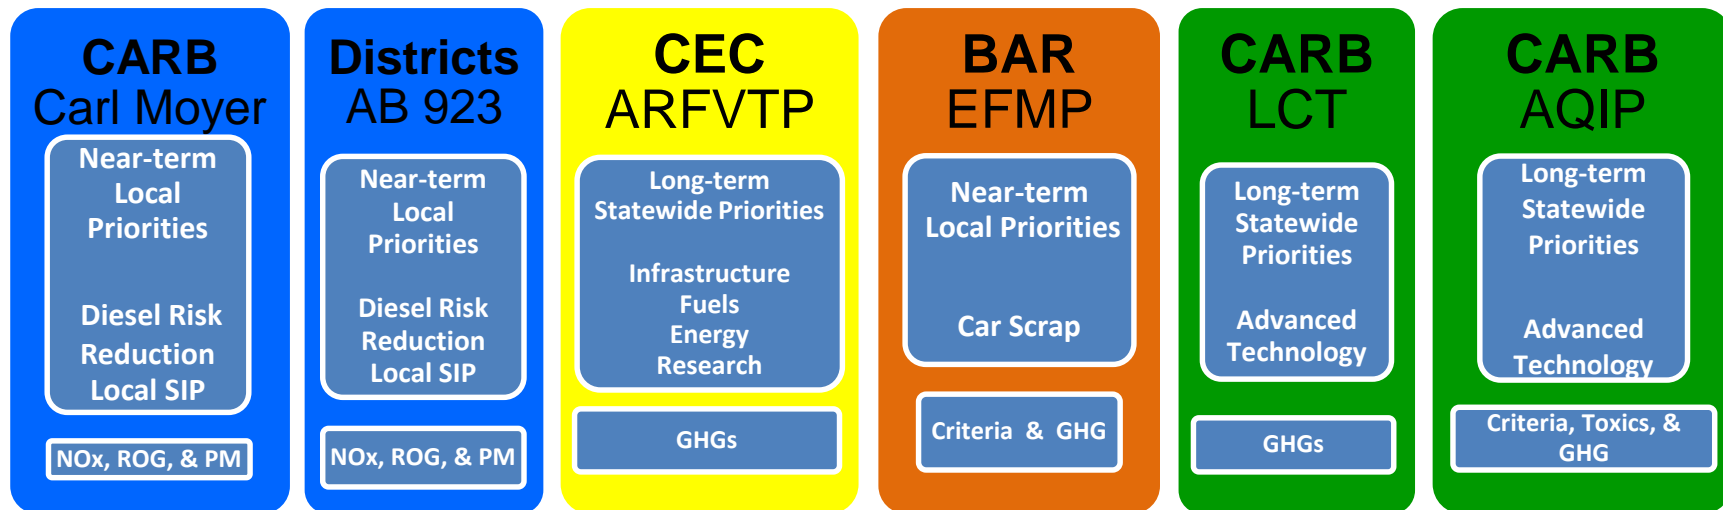 CARB
Carl Moyer
Near-term
Local
Priorities
Diesel Risk
Reduction
Local SIP
NOx, ROG, & PM
Districts
AB 923
Near-term
Local
Priorities
Diesel Risk
Reduction
Local SIP
NOx, ROG, & PM
CEC
ARFVTP
Long-term
Statewide Priorities
Infrastructure
Fuels
Energy
Research
GHGs
BAR
EFMP
Near-term
Local Priorities
Car Scrap
Criteria & GHG
CARB
LCT
Long-term
Statewide
Priorities
Advanced
Technology
GHGs
CARB
AQIP
Long-term
Statewide
Priorities
Advanced
Technology
Criteria, Toxics, &
GHG